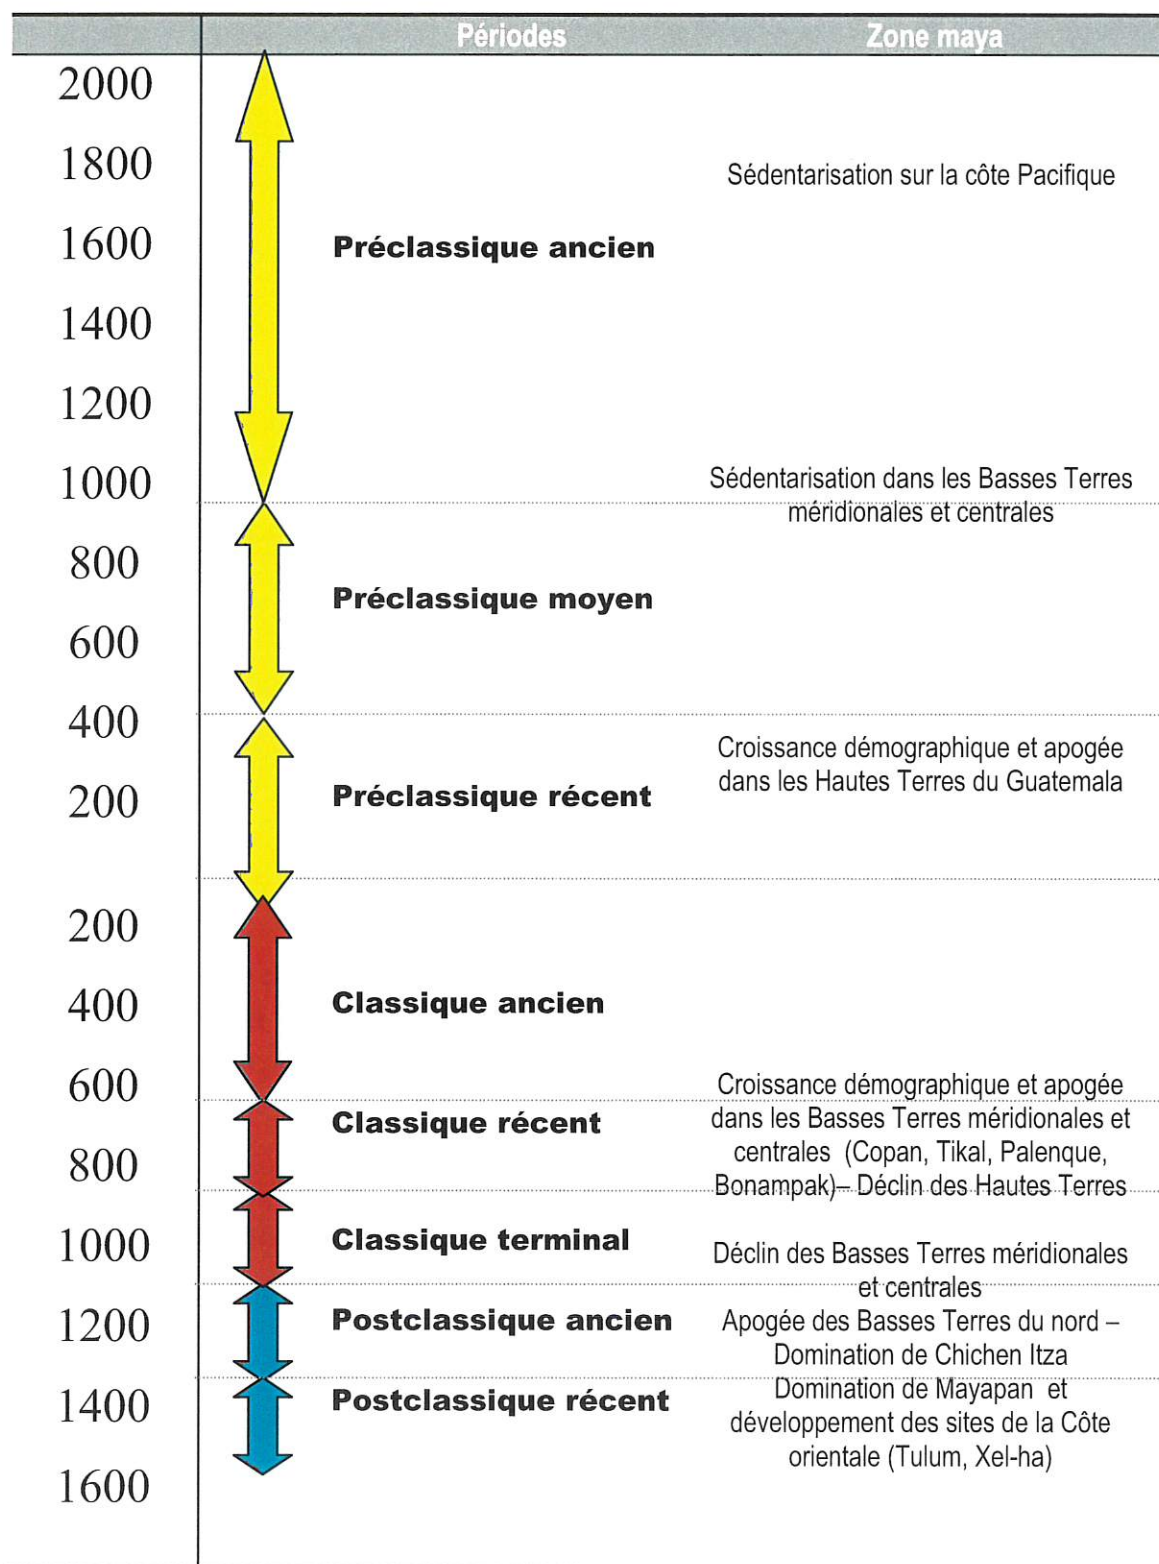 Périodes Zone maya
2000
1800 Sédentarisation sur la côte Pacifique
1600 Préclassique ancien
1400
1200
1000 Sédentarisation dans les Basses Terres
méridionales et centrales
800
Préclassique moyen
600
400
Croissance démographique et apogée
dans les Hautes Terres du Guatemala
200 Préclassique récent
200
400 Classique ancien
600 Croissance démographique et apogée
Classique récent dans les Basses Terres méridionales et
centrales (Copan, Tikal, Palenque,
800 Bonampak)– Déclin des Hautes Terres
1000 Classique terminal Déclin des Basses Terres méridionales
et centrales
1200 Postclassique ancien Apogée des Basses Terres du nord –
Domination de Chichen Itza
Domination de Mayapan et
1400 Postclassique récent développement des sites de la Côte
orientale (Tulum, Xel-ha)
1600